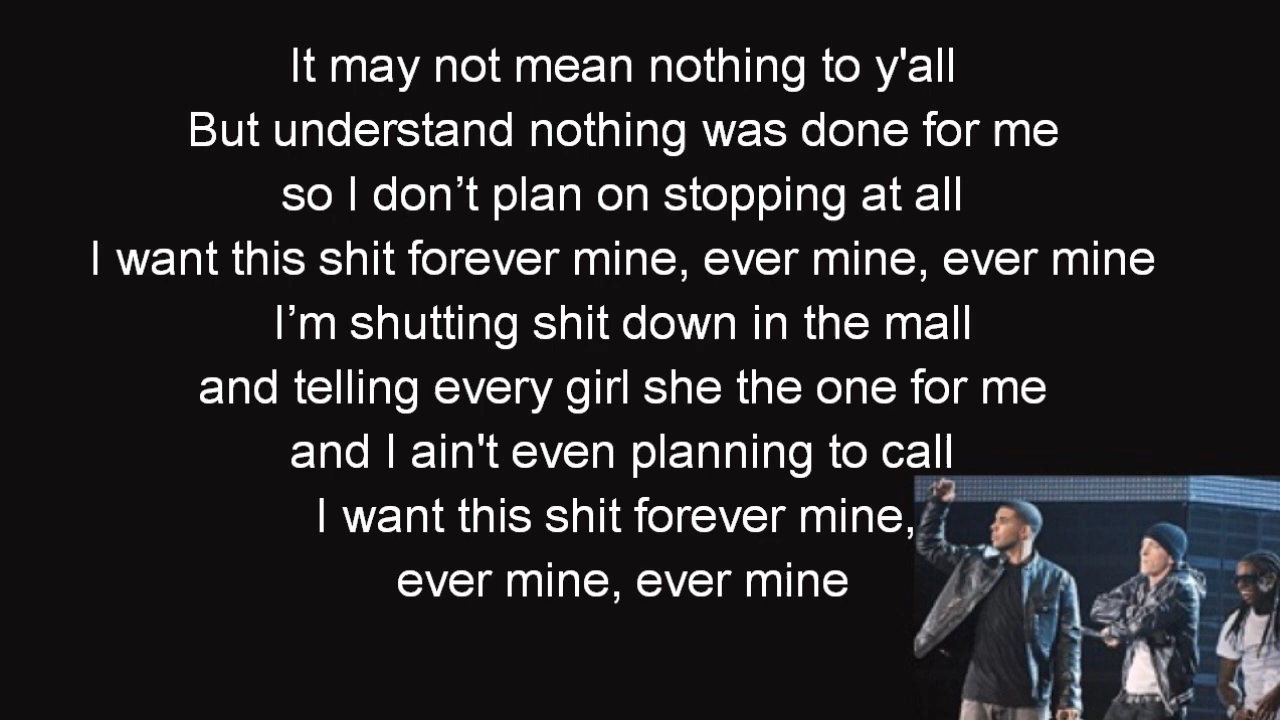 It may not mean nothing to y'all
But understand nothing was done for me
so I don’t plan on stopping at all
I want this shit forever mine, ever mine, ever mine
I’m shutting shit down in the mall
and telling every girl she the one for me
and I ain't even planning to call
I want this shit forever mine,
ever mine, ever mine